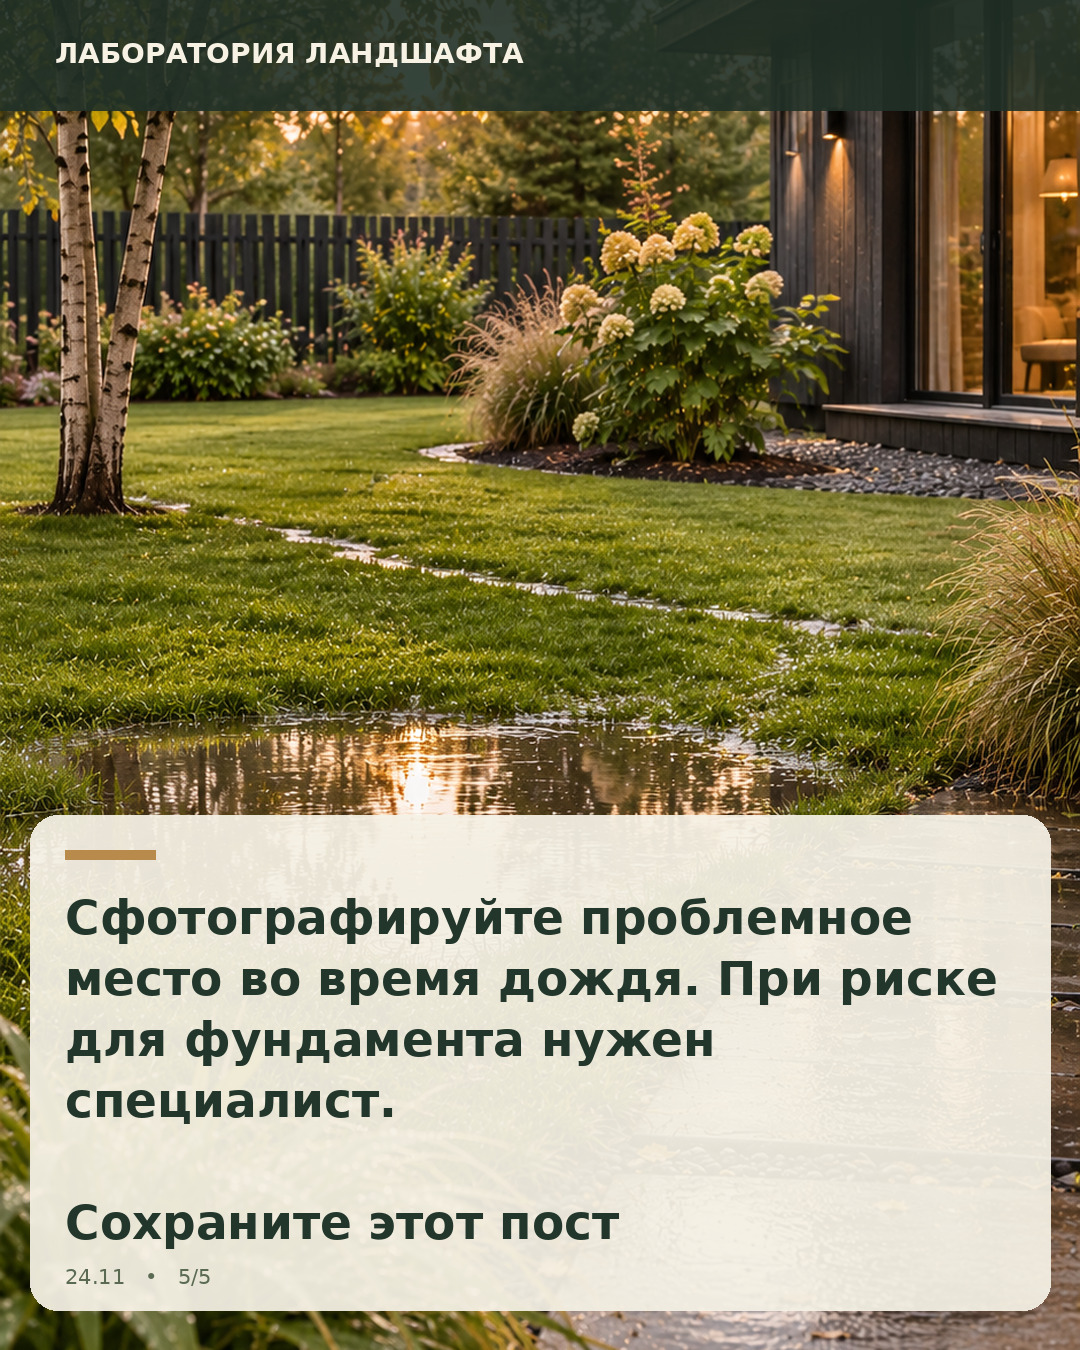 ЛАБОРАТОРИЯ ЛАНДШАФТА
Сфотографируйте проблемное
место во время дождя. При риске
для фундамента нужен
специалист.
Сохраните этот пост
24.11 • 5/5